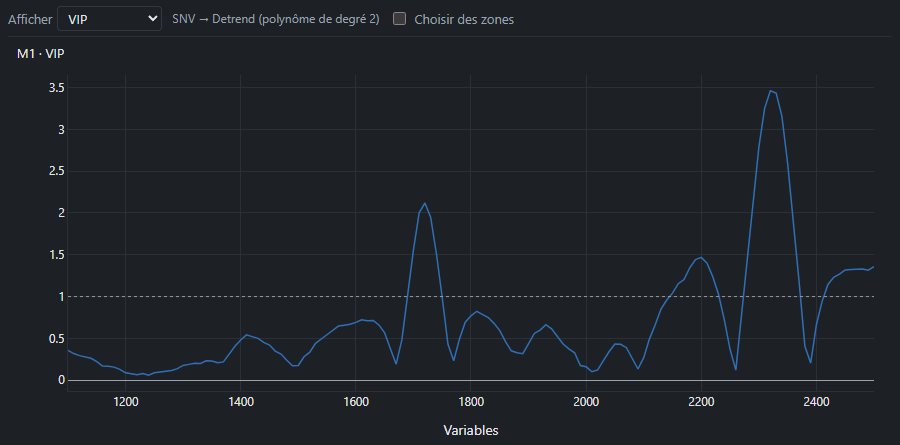 Afficher VIP SNV → Detrend (polynôme de degré 2) Choisir des zones
M1 · VIP
3.5
3
2.5
2
1.5
1
0.5
0
1200 1400 1600 1800 2000 2200 2400
Variables